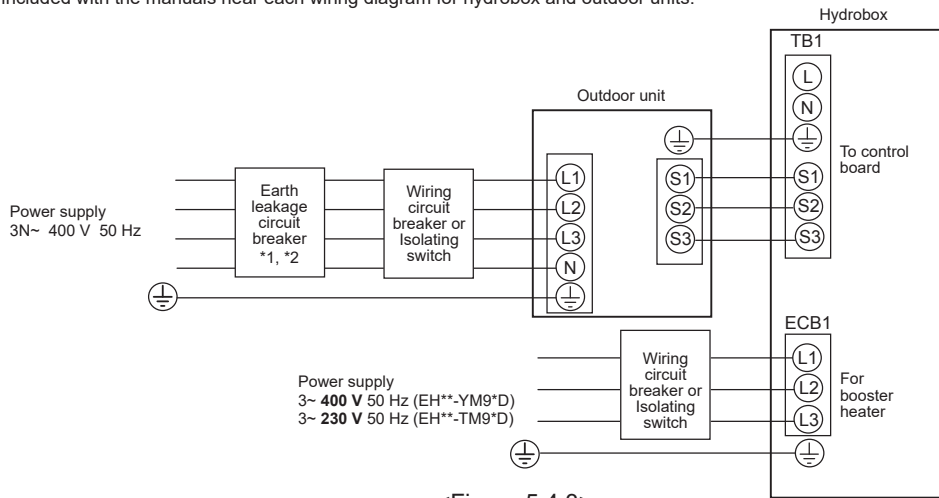 included with the manuals near each wiring diagram for hydrobox and outdoor units.
Hydrobox
TB1
L
N
Outdoor unit
To control
board
S1
S2
S3
L1
L2
L3
N
S1
S2
S3
Earth
leakage
circuit
breaker
*1, *2
Wiring
circuit
breaker or
Isolating
switch
Power supply
3N~ 400 V 50 Hz
ECB1
L1
L2
L3
For
booster
heater
Wiring
circuit
breaker or
Isolating
switch
Power supply
3~ 400 V 50 Hz (EH**-YM9*D)
3~ 230 V 50 Hz (EH**-TM9*D)